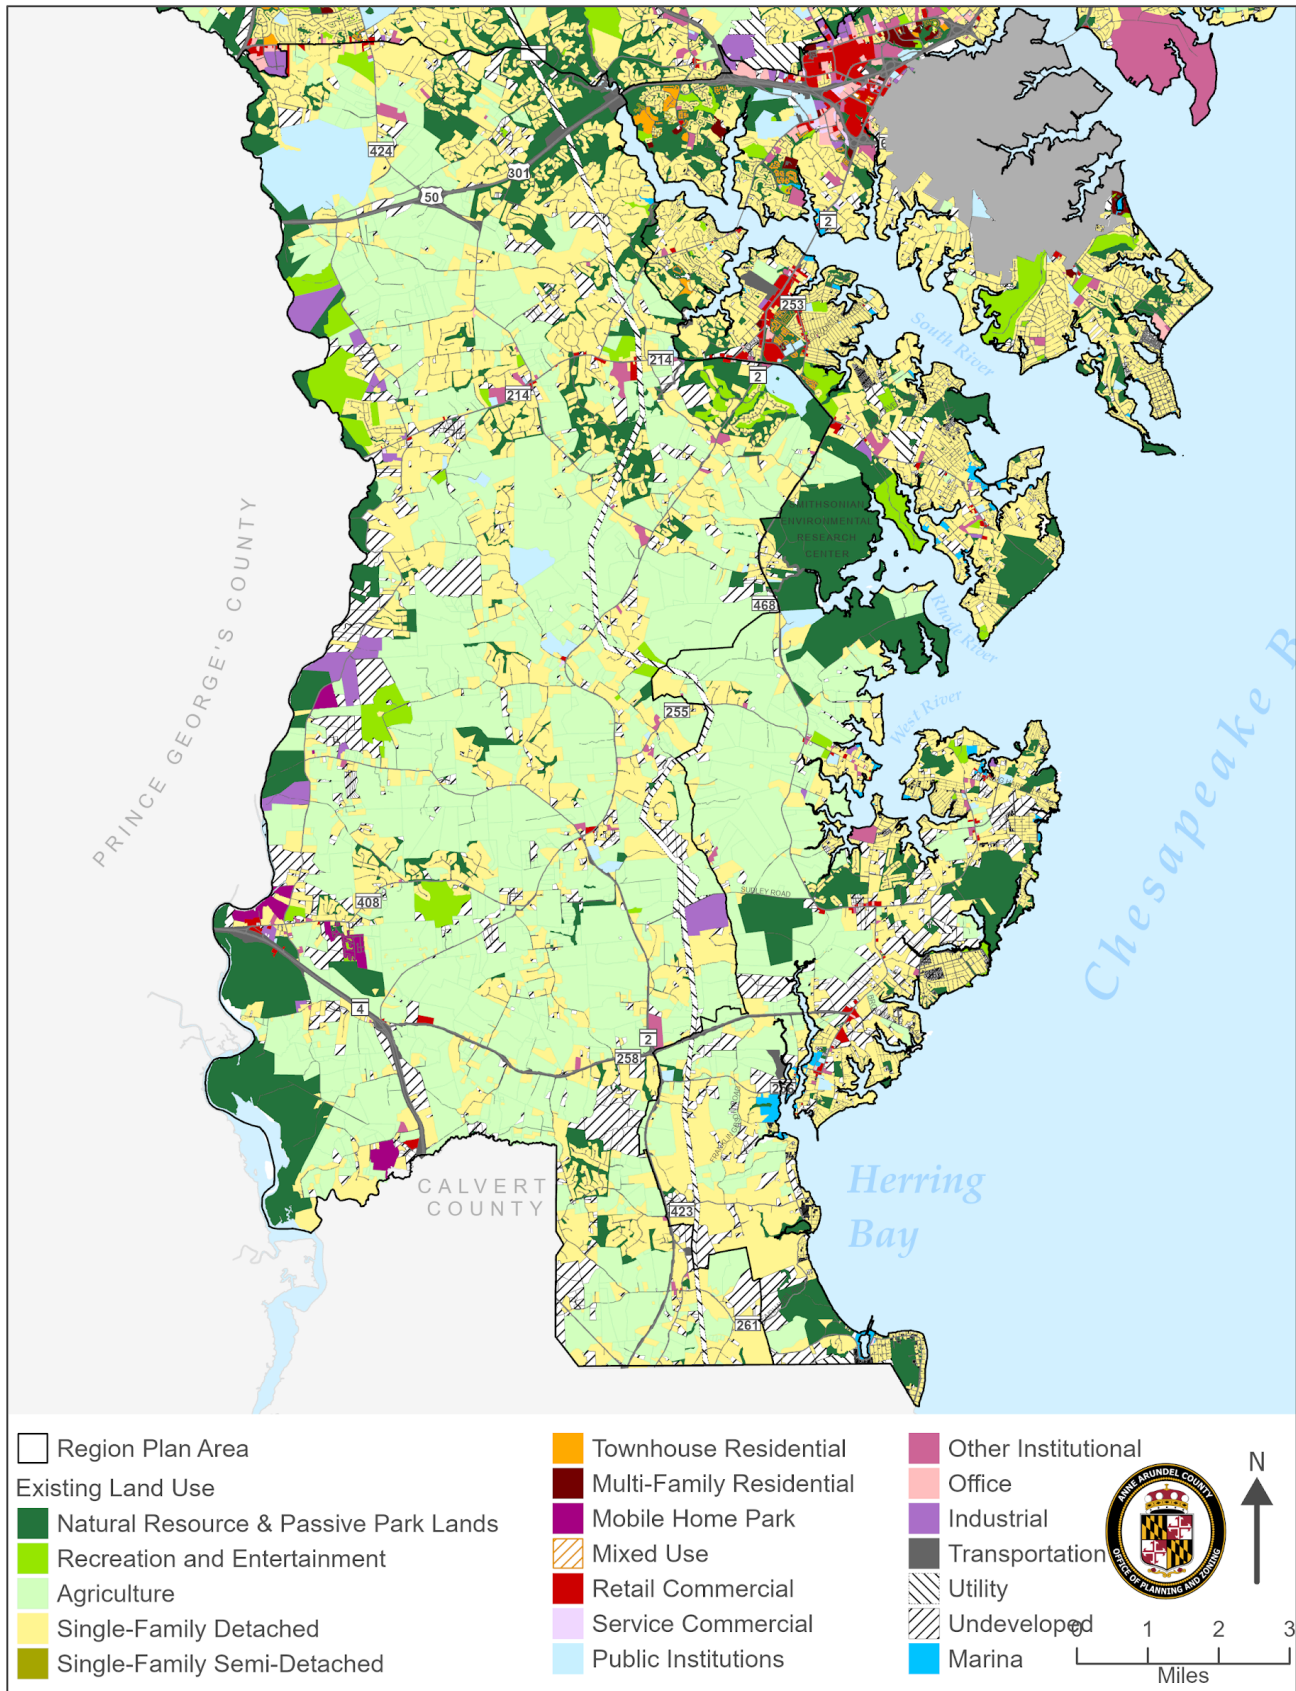 424
301
50
2
253
South River
214
2
214
PRINCE GEORGE'S COUNTY
SMITHSONIAN
ENVIRONMENTAL
RESEARCH
CENTER
468
Rhode River
255
West River
Chesapeake B
SUDLEY ROAD
408
4
2
258
256
Herring
Bay
CALVERT
COUNTY
423
261
Region Plan Area
Existing Land Use
Natural Resource & Passive Park Lands
Recreation and Entertainment
Agriculture
Single-Family Detached
Single-Family Semi-Detached
Townhouse Residential
Multi-Family Residential
Mobile Home Park
Mixed Use
Retail Commercial
Service Commercial
Public Institutions
Other Institutional
Office
Industrial
Transportation
Utility
Undeveloped
Marina
ANNE ARUNDEL COUNTY
OFFICE OF PLANNING AND ZONING
N
0 1 2 3
Miles